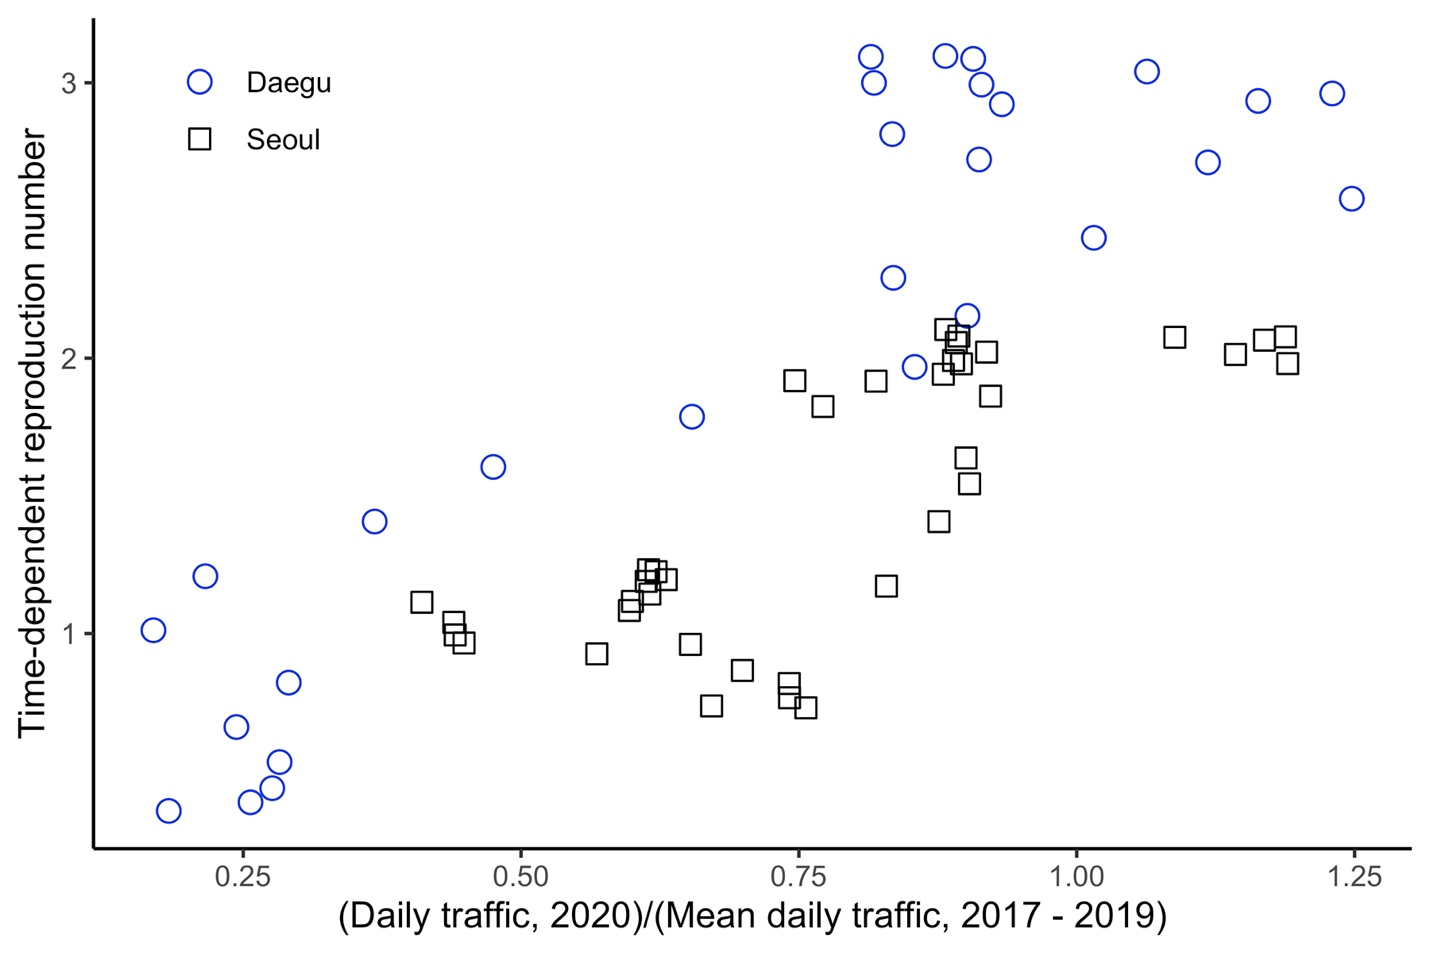 Daegu
Seoul
Time-dependent reproduction number
3
2
1
0.25 0.50 0.75 1.00 1.25
(Daily traffic, 2020)/(Mean daily traffic, 2017 - 2019)